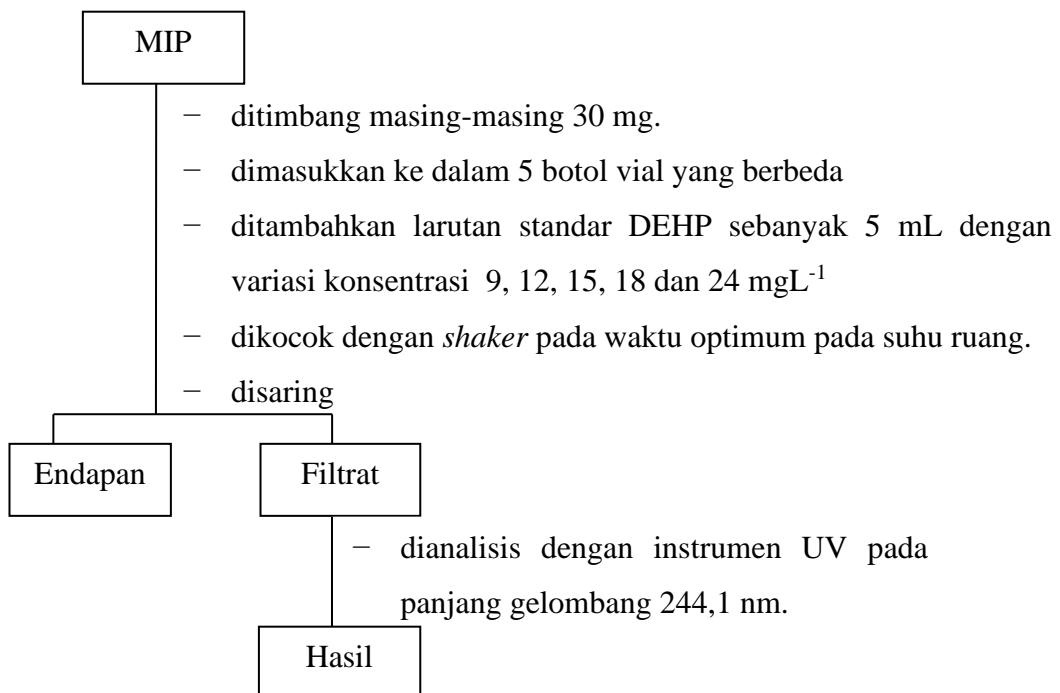 MIP
− ditimbang masing-masing 30 mg.
− dimasukkan ke dalam 5 botol vial yang berbeda
− ditambahkan larutan standar DEHP sebanyak 5 mL dengan
variasi konsentrasi 9, 12, 15, 18 dan 24 mgL⁻¹
− dikocok dengan shaker pada waktu optimum pada suhu ruang.
− disaring
Endapan
Filtrat
− dianalisis dengan instrumen UV pada
panjang gelombang 244,1 nm.
Hasil